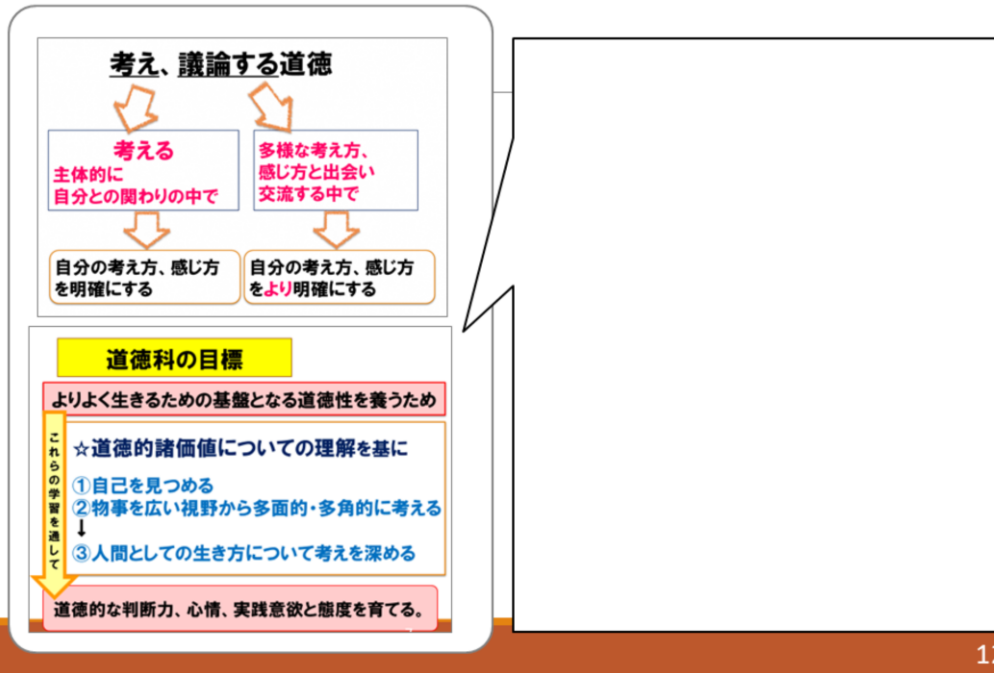 考え、議論する道徳
考える
主体的に
自分との関わりの中で
多様な考え方、
感じ方と出会い
交流する中で
自分の考え方、感じ方
を明確にする
自分の考え方、感じ方
をより明確にする
道徳科の目標
よりよく生きるための基盤となる道徳性を養うため
これらの学習を通して
☆道徳的諸価値についての理解を基に
①自己を見つめる
②物事を広い視野から多面的・多角的に考える
↓
③人間としての生き方について考えを深める
道徳的な判断力、心情、実践意欲と態度を育てる。